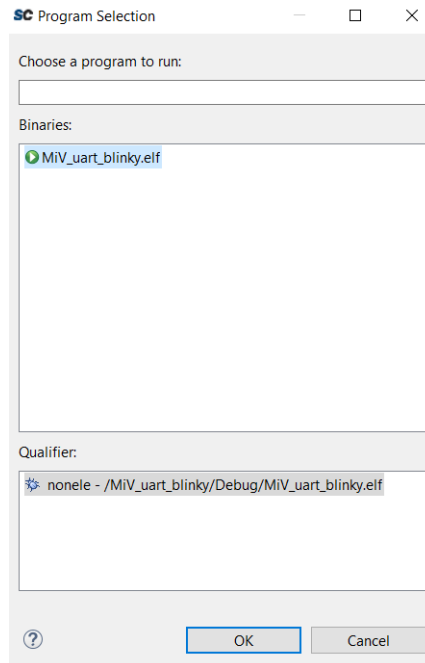 SC Program Selection
Choose a program to run:
Binaries:
MiV_uart_blinky.elf
Qualifier:
nonele - /MiV_uart_blinky/Debug/MiV_uart_blinky.elf
?
OK Cancel